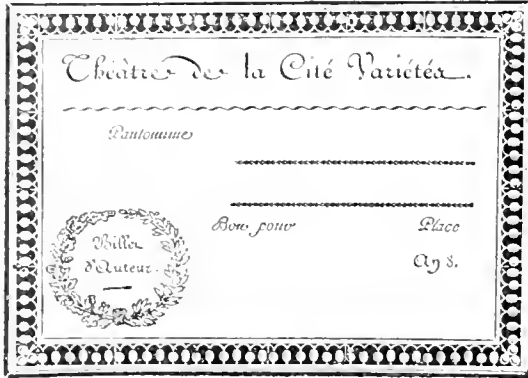 Théâtre de la Cité Variétés.
Pantomime
Bon pour Place
Billet
d'Auteur.
An 8.